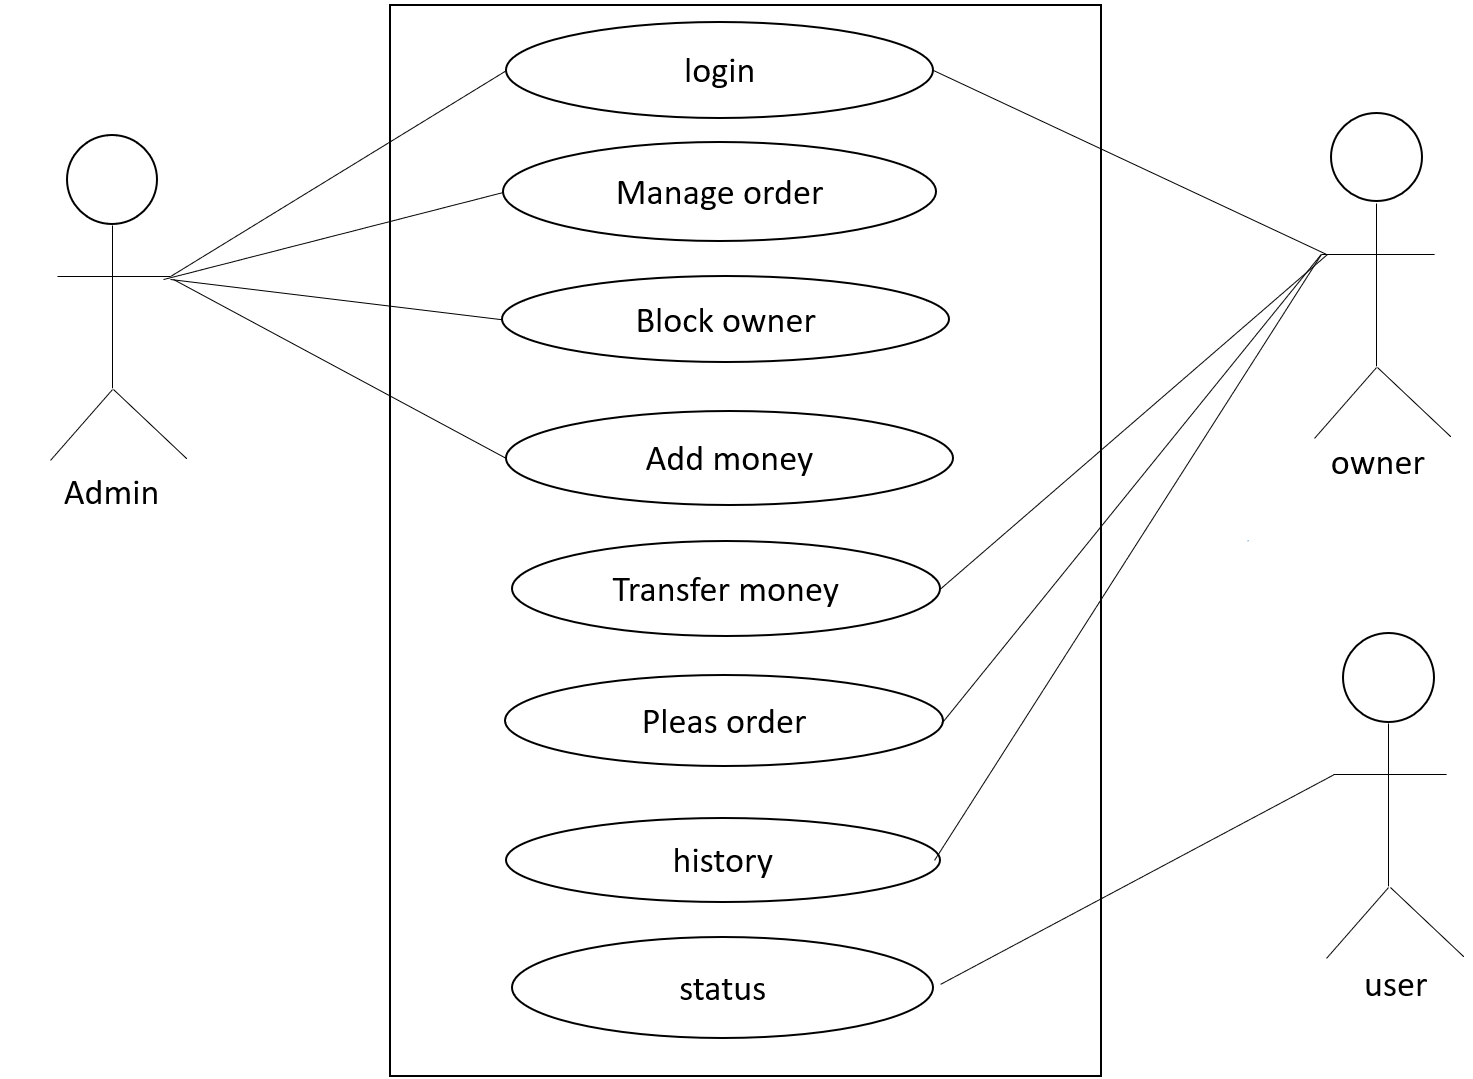 login
Manage order
Block owner
Add money
Admin
owner
Transfer money
Pleas order
history
status
user